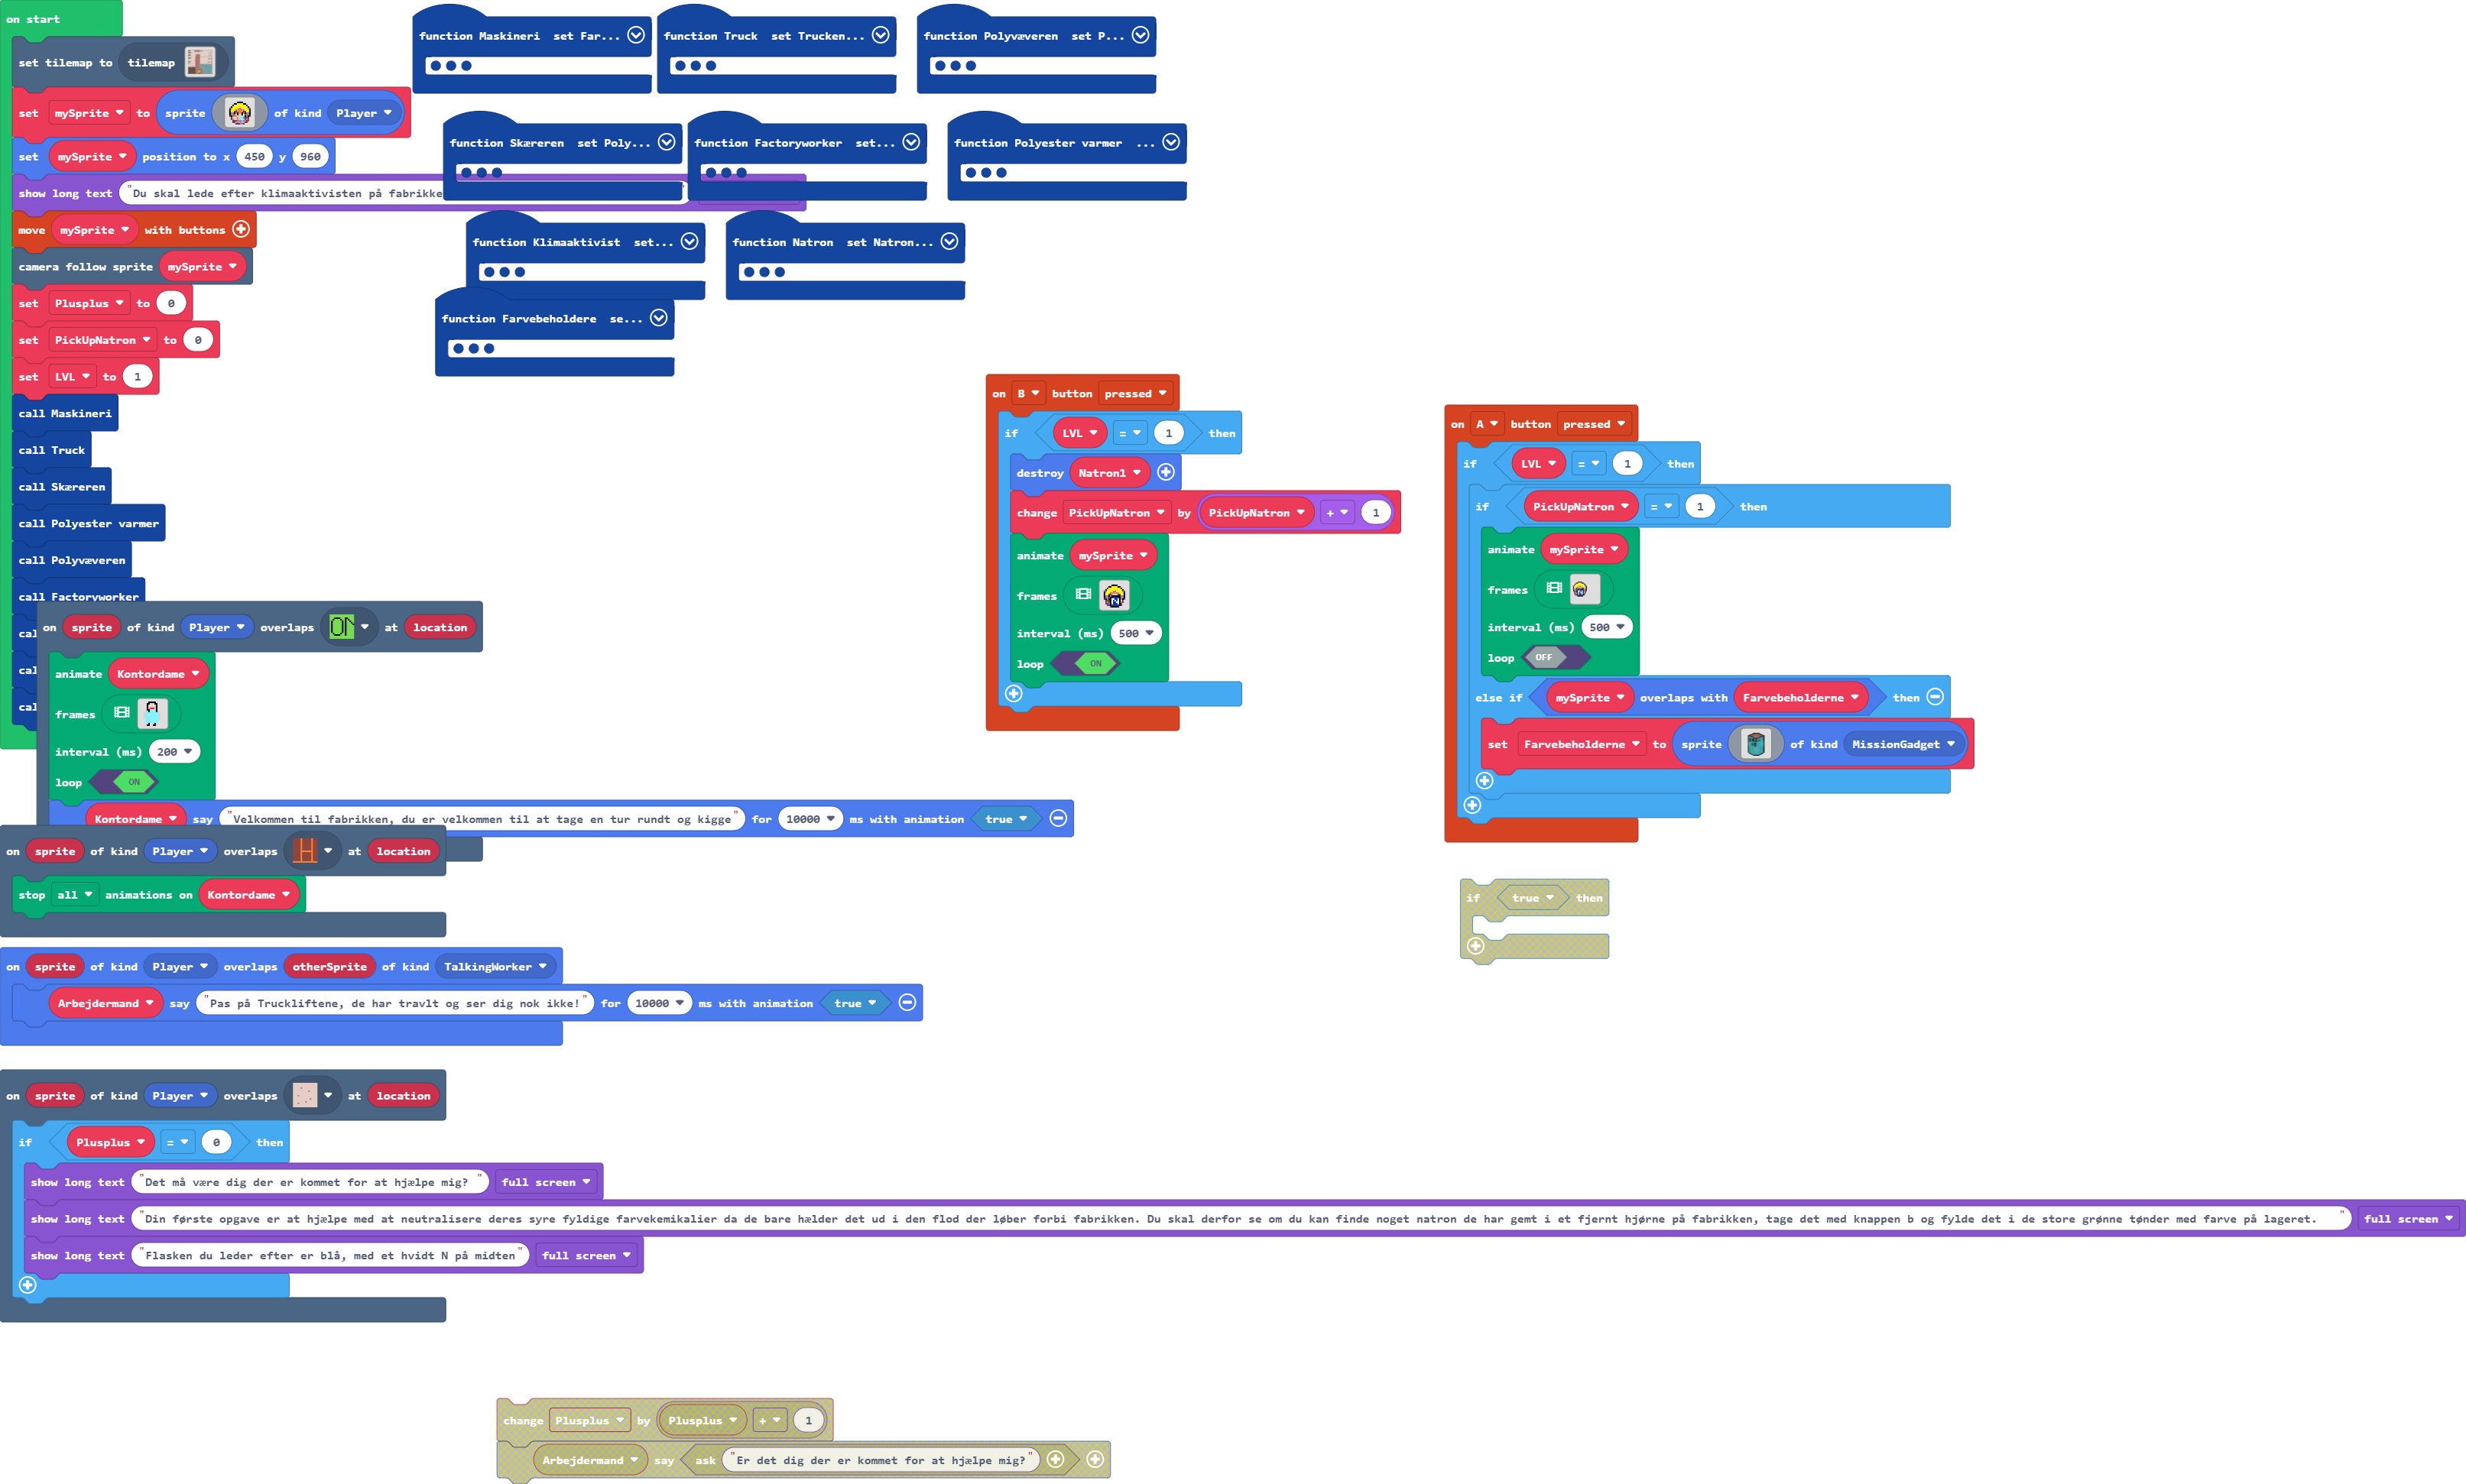 on start
set tilemap to tilemap
set mySprite to sprite of kind Player
set mySprite position to x 450 y 960
show long text "Du skal lede efter klimaaktivisten på fabrikke
move mySprite with buttons
camera follow sprite mySprite
set Plusplus to 0
set PickUpNatron to 0
set LVL to 1
call Maskineri
call Truck
call Skæreren
call Polyester varmer
call Polyvæveren
call Factoryworker
cal
cal
cal
function Maskineri set Far...
function Truck set Trucken...
function Polyvæveren set P...
function Skæreren set Poly...
function Factoryworker set...
function Polyester varmer ...
function Klimaaktivist set...
function Natron set Natron...
function Farvebeholdere se...
on sprite of kind Player overlaps at location
animate Kontordame
frames
interval (ms) 200
loop ON
Kontordame say "Velkommen til fabrikken, du er velkommen til at tage en tur rundt og kigge" for 10000 ms with animation true
on sprite of kind Player overlaps at location
stop all animations on Kontordame
on sprite of kind Player overlaps otherSprite of kind TalkingWorker
Arbejdermand say "Pas på Truckliftene, de har travlt og ser dig nok ikke!" for 10000 ms with animation true
on sprite of kind Player overlaps at location
if Plusplus = 0 then
show long text "Det må være dig der er kommet for at hjælpe mig? " full screen
show long text "Din første opgave er at hjælpe med at neutralisere deres syre fyldige farvekemikalier da de bare hælder det ud i den flod der løber forbi fabrikken. Du skal derfor se om du kan finde noget natron de har gemt i et fjernt hjørne på fabrikken, tage det med knappen b og fylde det i de store grønne tønder med farve på lageret. " full screen
show long text "Flasken du leder efter er blå, med et hvidt N på midten" full screen
change Plusplus by Plusplus + 1
Arbejdermand say ask "Er det dig der er kommet for at hjælpe mig?"
on B button pressed
if LVL = 1 then
destroy Natron1
change PickUpNatron by PickUpNatron + 1
animate mySprite
frames
interval (ms) 500
loop ON
on A button pressed
if LVL = 1 then
if PickUpNatron = 1 then
animate mySprite
frames
interval (ms) 500
loop OFF
else if mySprite overlaps with Farvebeholderne then
set Farvebeholderne to sprite of kind MissionGadget
if true then